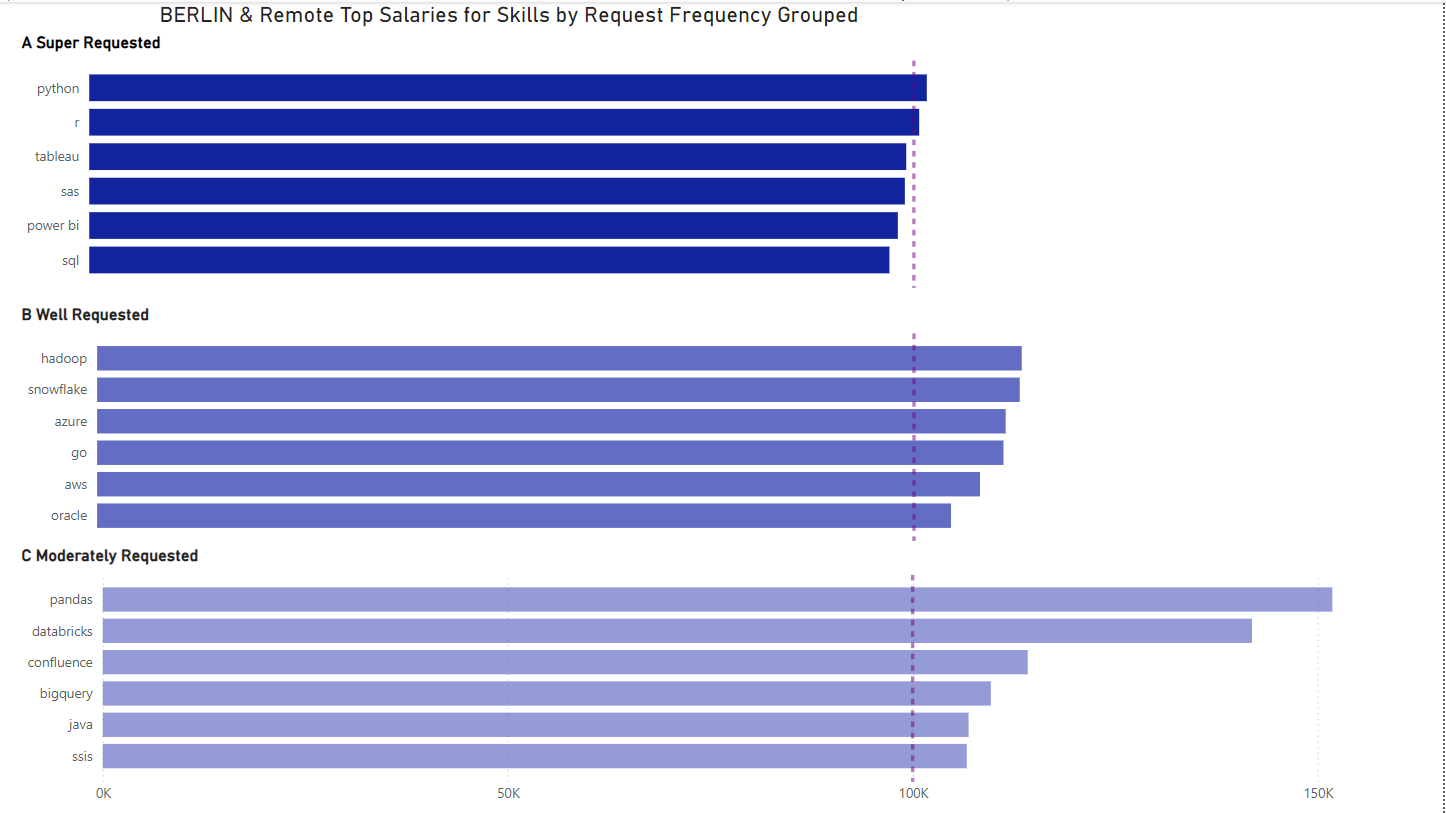 BERLIN & Remote Top Salaries for Skills by Request Frequency Grouped
A Super Requested
python
r
tableau
sas
power bi
sql
B Well Requested
hadoop
snowflake
azure
go
aws
oracle
C Moderately Requested
pandas
databricks
confluence
bigquery
java
ssis
0K 50K 100K 150K